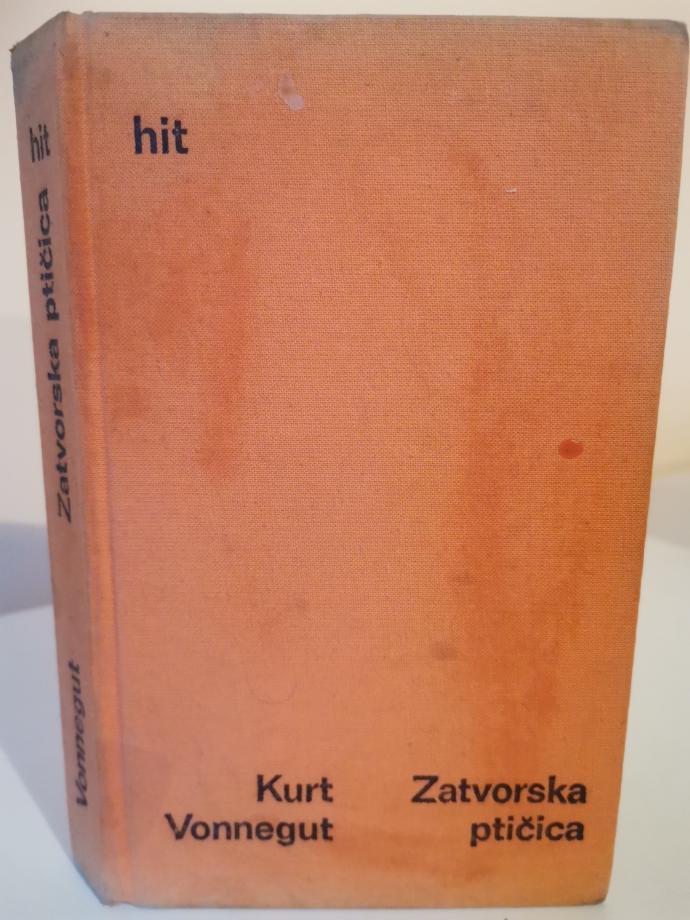 hit
Zatvorska ptičica
Vonnegut
hit
Kurt
Vonnegut
Zatvorska
ptičica